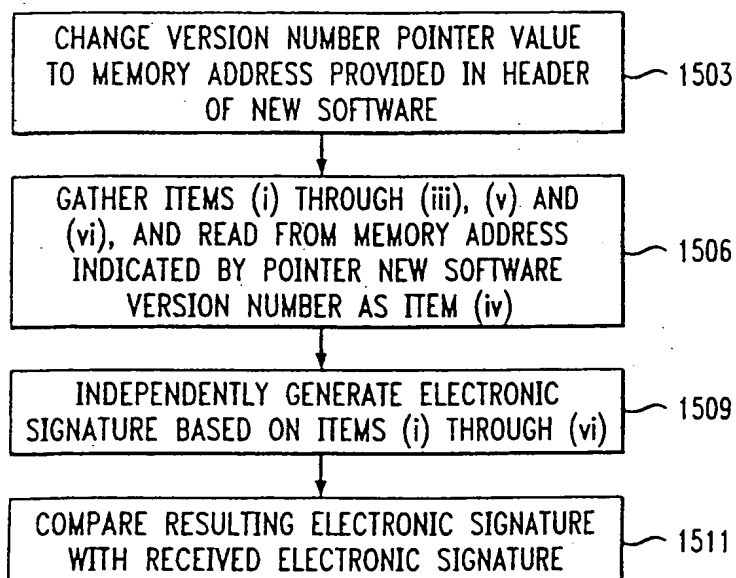 CHANGE VERSION NUMBER POINTER VALUE
TO MEMORY ADDRESS PROVIDED IN HEADER
OF NEW SOFTWARE
1503
GATHER ITEMS (i) THROUGH (iii), (v) AND
(vi), AND READ FROM MEMORY ADDRESS
INDICATED BY POINTER NEW SOFTWARE
VERSION NUMBER AS ITEM (iv)
1506
INDEPENDENTLY GENERATE ELECTRONIC
SIGNATURE BASED ON ITEMS (i) THROUGH (vi)
1509
COMPARE RESULTING ELECTRONIC SIGNATURE
WITH RECEIVED ELECTRONIC SIGNATURE
1511